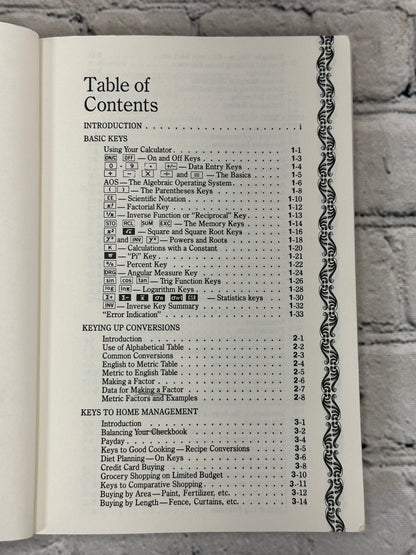 Table of
Contents
INTRODUCTION . . . . . . . . . . . . . . . . . . . . . . i
BASIC KEYS
Using Your Calculator . . . . . . . . . . . . . . . 1-1
ON/C OFF — On and Off Keys . . . . . . . . . . . 1-3
0 - 9 , . , +/- — Data Entry Keys . . . . 1-4
+ - × ÷ and = — The Basics . . . . 1-5
AOS — The Algebraic Operating System . . . . . . 1-6
( ) — The Parentheses Keys . . . . . . . . . . 1-8
EE — Scientific Notation . . . . . . . . . . . . 1-10
x! — Factorial Key . . . . . . . . . . . . . . . 1-12
1/x — Inverse Function or "Reciprocal" Key . . . . 1-13
STO RCL SUM EXC — The Memory Keys . . . . 1-14
x² √x — Square and Square Root Keys . . . . . 1-16
yˣ and INV yˣ — Powers and Roots . . . . . . 1-18
K — Calculations with a Constant . . . . . . . . 1-20
π — "Pi" Key . . . . . . . . . . . . . . . . . . 1-21
% — Percent Key . . . . . . . . . . . . . . . . 1-22
DRG — Angular Measure Key . . . . . . . . . . . 1-24
sin cos tan — Trig Function Keys . . . . . . . 1-26
log lnx — Logarithm Keys . . . . . . . . . . . 1-28
Σ+ Σ- x̄ σn σn-1 CSR — Statistics keys . . . 1-30
INV — Inverse Key Summary . . . . . . . . . . . 1-32
"Error Indication" . . . . . . . . . . . . . . . . 1-33
KEYING UP CONVERSIONS
Introduction . . . . . . . . . . . . . . . . . . . 2-1
Use of Alphabetical Table . . . . . . . . . . . . . 2-2
Common Conversions . . . . . . . . . . . . . . . . 2-3
English to Metric Table . . . . . . . . . . . . . . 2-4
Metric to English Table . . . . . . . . . . . . . . 2-5
Making a Factor . . . . . . . . . . . . . . . . . . 2-6
Data for Making a Factor . . . . . . . . . . . . . 2-7
Metric Factors and Examples . . . . . . . . . . . . 2-8
KEYS TO HOME MANAGEMENT
Introduction . . . . . . . . . . . . . . . . . . . 3-1
Balancing Your Checkbook . . . . . . . . . . . . . 3-2
Payday . . . . . . . . . . . . . . . . . . . . . . 3-4
Keys to Good Cooking — Recipe Conversions . . . . . 3-5
Diet Planning — On Keys . . . . . . . . . . . . . . 3-6
Credit Card Buying . . . . . . . . . . . . . . . . 3-8
Grocery Shopping on Limited Budget . . . . . . . . 3-10
Keys to Comparative Shopping . . . . . . . . . . . 3-11
Buying by Area — Paint, Fertilizer, etc. . . . . . 3-12
Buying by Length — Fence, Curtains, etc. . . . . . 3-14